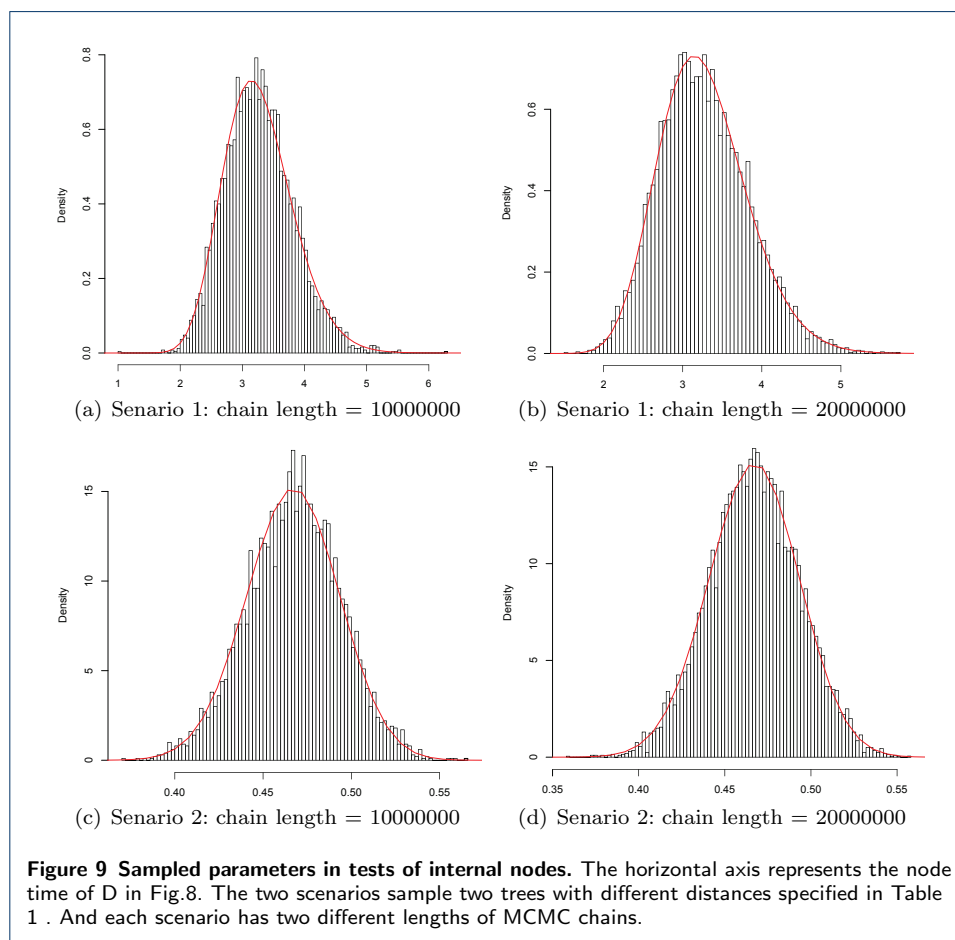 0.8
0.6
0.4
0.2
0.0
Density
1 2 3 4 5 6
(a) Senario 1: chain length = 10000000
0.6
0.4
0.2
0.0
Density
2 3 4 5
(b) Senario 1: chain length = 20000000
15
10
5
0
Density
0.40 0.45 0.50 0.55
(c) Senario 2: chain length = 10000000
15
10
5
0
Density
0.35 0.40 0.45 0.50 0.55
(d) Senario 2: chain length = 20000000
Figure 9 Sampled parameters in tests of internal nodes. The horizontal axis represents the node
time of D in Fig.8. The two scenarios sample two trees with different distances specified in Table
1 . And each scenario has two different lengths of MCMC chains.